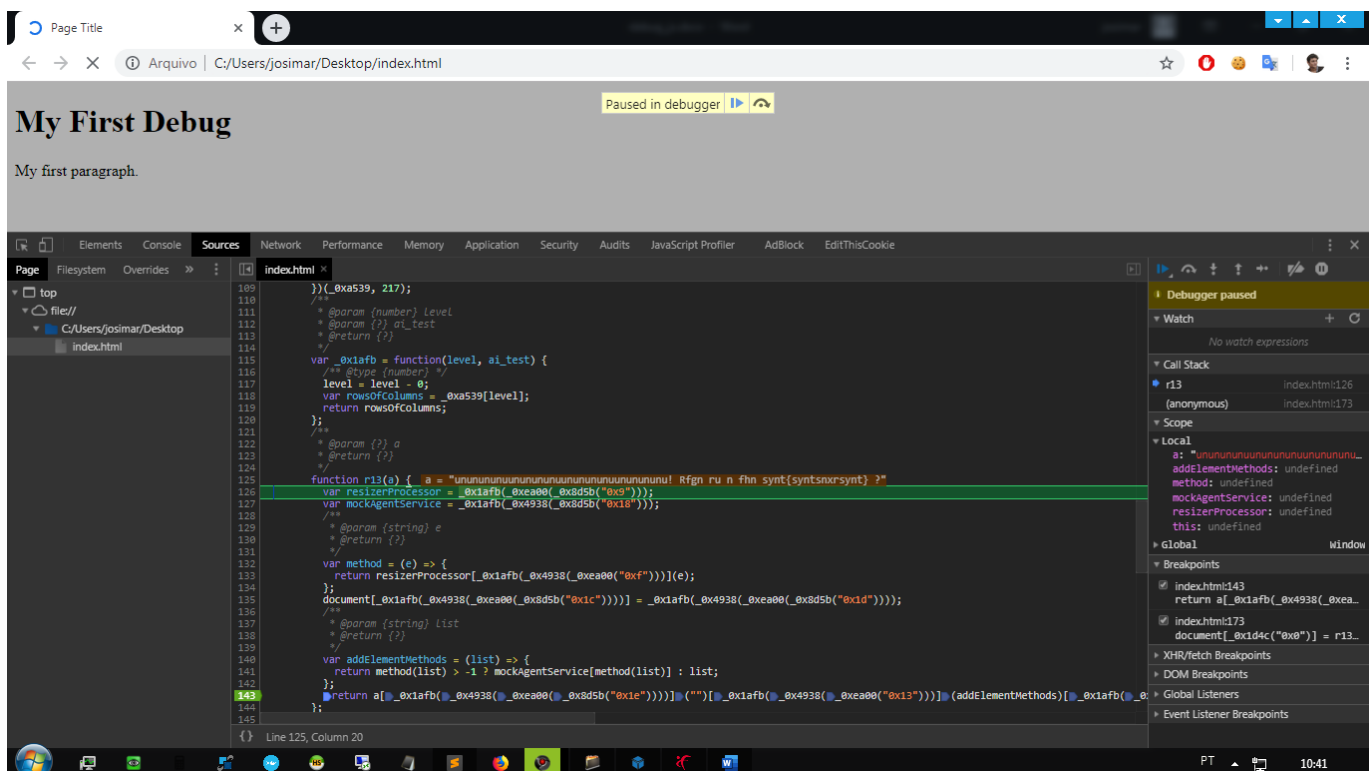 Page Title
C:/Users/josimar/Desktop/index.html
Arquivo
My First Debug
My first paragraph.
Paused in debugger
Elements Console Sources Network Performance Memory Application Security Audits JavaScript Profiler AdBlock EditThisCookie
Page Filesystem Overrides »
index.html ×
top
file://
C:/Users/josimar/Desktop
index.html
109 })(_0xa539, 217);
110 /**
111 * @param {number} level
112 * @param {?} ai_test
113 * @return {?}
114 */
115 var _0x1afb = function(level, ai_test) {
116 /** @type {number} */
117 level = level - 0;
118 var rowsOfColumns = _0xa539[level];
119 return rowsOfColumns;
120 };
121 /**
122 * @param {?} a
123 * @return {?}
124 */
125 function r13(a) {
126 var resizerProcessor = _0x1afb(_0xea00(_0x8d5b("0x9")));
127 var mockAgentService = _0x1afb(_0x4938(_0x8d5b("0x18")));
128 /**
129 * @param {string} e
130 * @return {?}
131 */
132 var method = (e) => {
133 return resizerProcessor[_0x1afb(_0x4938(_0xea00("0xf")))](e);
134 };
135 document[_0x1afb(_0x4938(_0xea00(_0x8d5b("0x1c"))))] = _0x1afb(_0x4938(_0xea00(_0x8d5b("0x1d"))));
136 /**
137 * @param {string} list
138 * @return {?}
139 */
140 var addElementMethods = (list) => {
141 return method(list) > -1 ? mockAgentService[method(list)] : list;
142 };
143 return a[_0x1afb(_0x4938(_0xea00(_0x8d5b("0x1e"))))]("")[_0x1afb(_0x4938(_0xea00("0x13")))](addElementMethods)[_0x1afb(
144 };
145
{} Line 125, Column 20
Debugger paused
Watch
No watch expressions
Call Stack
r13 index.html:126
(anonymous) index.html:173
Scope
Local
addElementMethods: undefined
method: undefined
mockAgentService: undefined
resizerProcessor: undefined
this: undefined
Global Window
Breakpoints
index.html:143
return a[_0x1afb(_0x4938(_0xea…
index.html:173
document[_0x1d4c("0x0")] = r13…
XHR/fetch Breakpoints
DOM Breakpoints
Global Listeners
Event Listener Breakpoints
PT 10:41